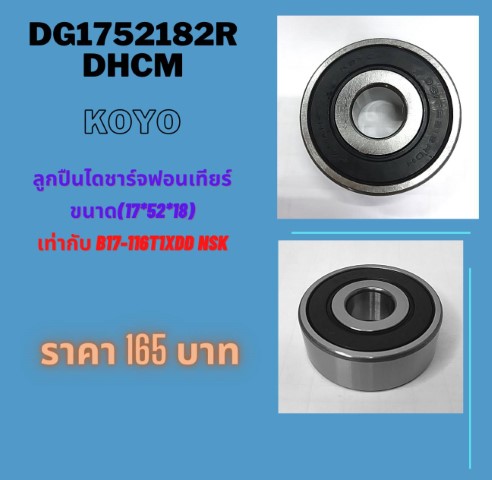 DG1752182R
DHCM
KOYO
ลูกปืนไดชาร์จฟอนเทียร์
ขนาด(17*52*18)
เท่ากับ B17-116T1XDD NSK
ราคา 165 บาท